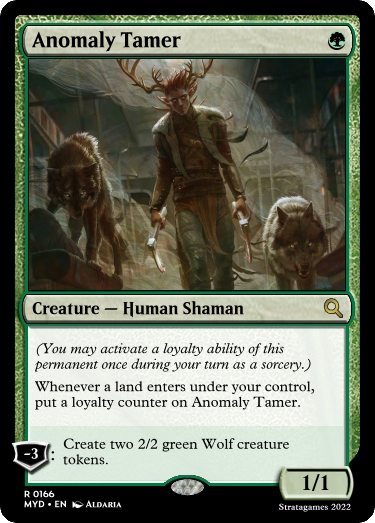 Anomaly Tamer
Creature — Human Shaman
(You may activate a loyalty ability of this
permanent once during your turn as a sorcery.)
Whenever a land enters under your control,
put a loyalty counter on Anomaly Tamer.
-3: Create two 2/2 green Wolf creature
tokens.
1/1
R 0166
MYD • EN ALDARIA
Stratagames 2022